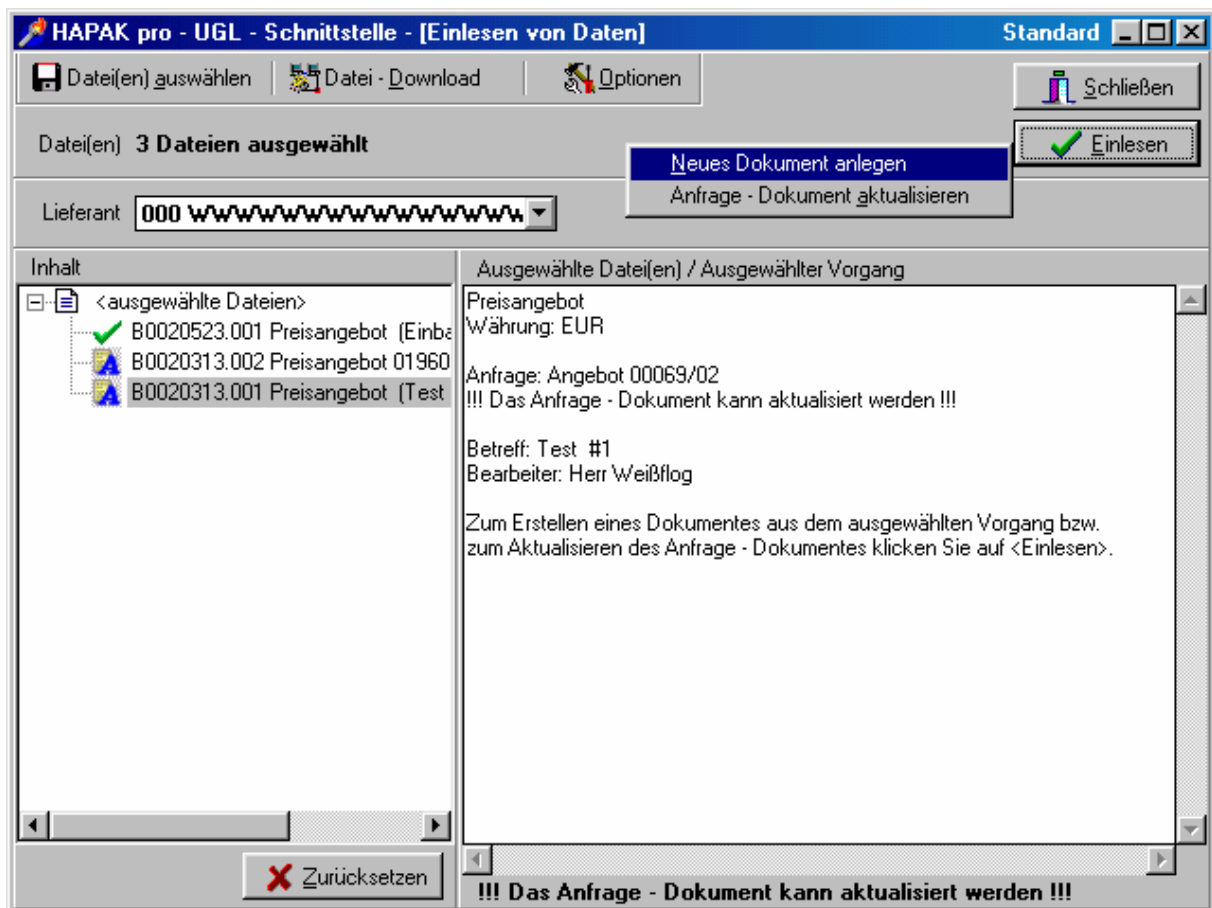 HAPAK pro - UGL - Schnittstelle - [Einlesen von Daten] Standard
Datei(en) auswählen Datei - Download Optionen
Schließen
Datei(en) 3 Dateien ausgewählt
Einlesen
Neues Dokument anlegen
Anfrage - Dokument aktualisieren
Lieferant 000
Inhalt
<ausgewählte Dateien>
B0020523.001 Preisangebot (Einba
B0020313.002 Preisangebot 01960
B0020313.001 Preisangebot (Test
Zurücksetzen
Ausgewählte Datei(en) / Ausgewählter Vorgang
Preisangebot
Währung: EUR
Anfrage: Angebot 00069/02
!!! Das Anfrage - Dokument kann aktualisiert werden !!!
Betreff: Test #1
Bearbeiter: Herr Weißflog
Zum Erstellen eines Dokumentes aus dem ausgewählten Vorgang bzw.
zum Aktualisieren des Anfrage - Dokumentes klicken Sie auf <Einlesen>.
!!! Das Anfrage - Dokument kann aktualisiert werden !!!